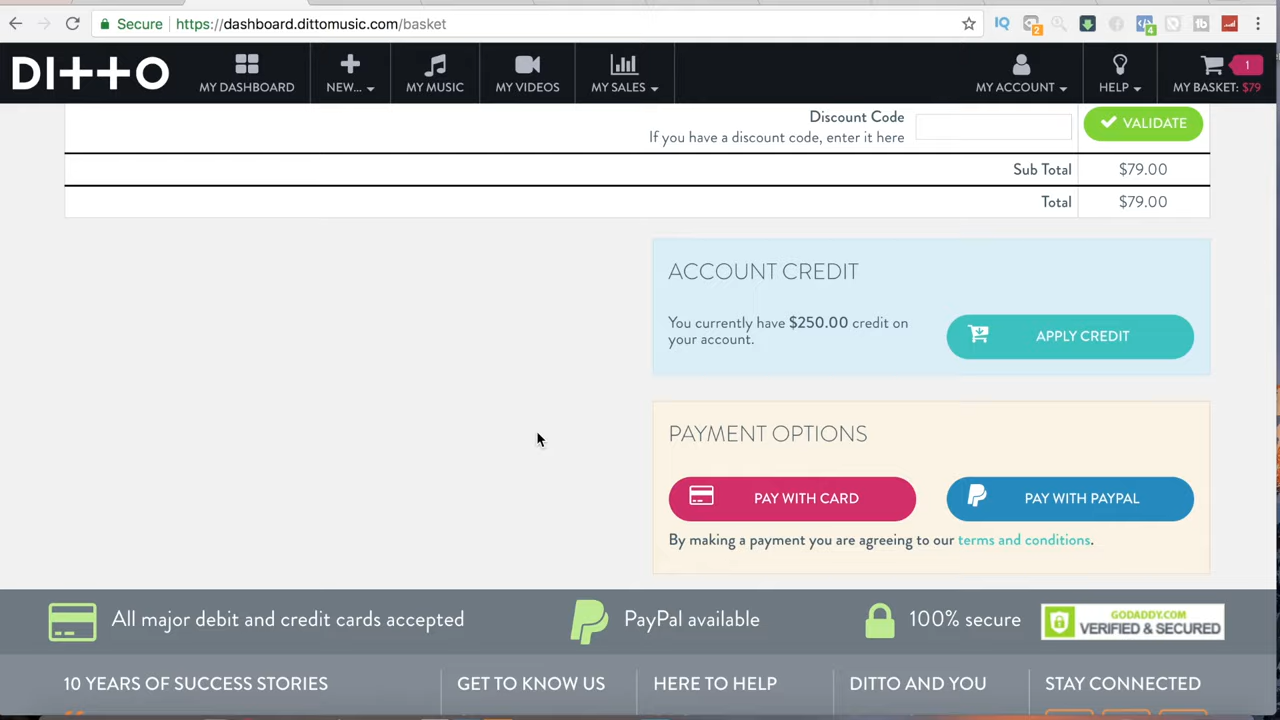 Secure https://dashboard.dittomusic.com/basket
IQ 2 4
DITTO MY DASHBOARD NEW... MY MUSIC MY VIDEOS MY SALES MY ACCOUNT HELP MY BASKET: $79 1
Discount Code
If you have a discount code, enter it here
VALIDATE
Sub Total $79.00
Total $79.00
ACCOUNT CREDIT
You currently have $250.00 credit on
your account.
APPLY CREDIT
PAYMENT OPTIONS
PAY WITH CARD PAY WITH PAYPAL
By making a payment you are agreeing to our terms and conditions.
All major debit and credit cards accepted PayPal available 100% secure
GODADDY.COM
VERIFIED & SECURED
10 YEARS OF SUCCESS STORIES GET TO KNOW US HERE TO HELP DITTO AND YOU STAY CONNECTED